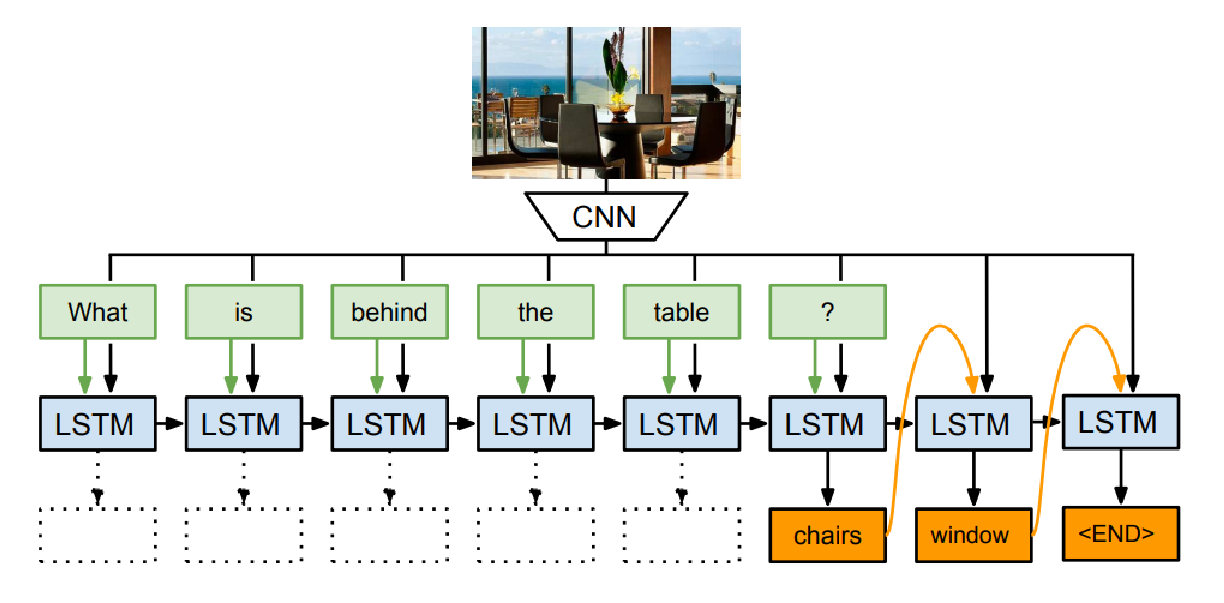 CNN
What is behind the table ?
LSTM LSTM LSTM LSTM LSTM LSTM LSTM LSTM
chairs window <END>